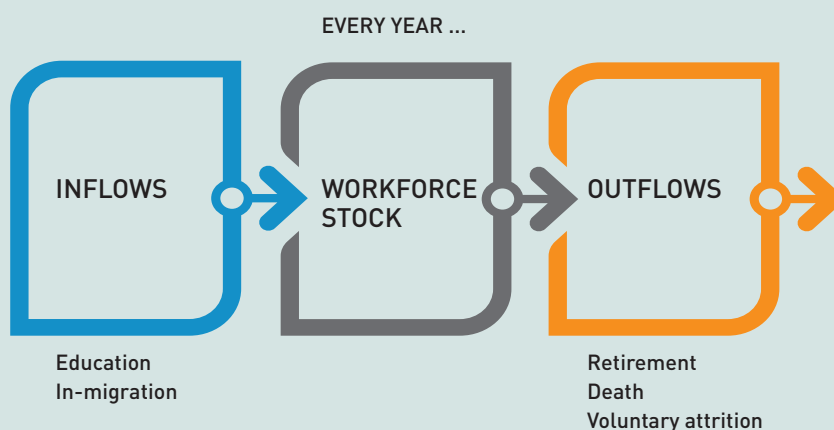 EVERY YEAR ...
INFLOWS
WORKFORCE
STOCK
OUTFLOWS
Education
In-migration
Retirement
Death
Voluntary attrition